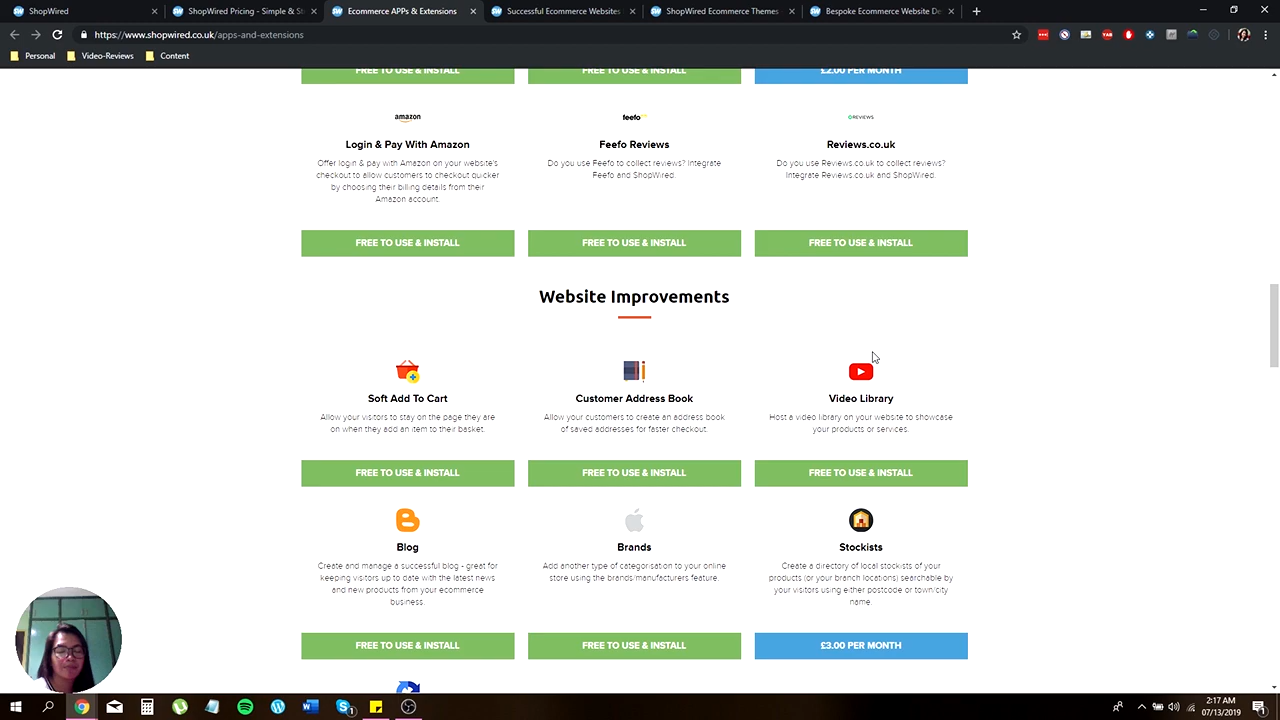 ShopWired
ShopWired Pricing - Simple & St
Ecommerce APPs & Extensions
Successful Ecommerce Websites
ShopWired Ecommerce Themes
Bespoke Ecommerce Website De
https://www.shopwired.co.uk/apps-and-extensions
Personal
Video-Reviews
Content
FREE TO USE & INSTALL
FREE TO USE & INSTALL
£2.00 PER MONTH
amazon
feefo
REVIEWS
Login & Pay With Amazon
Feefo Reviews
Reviews.co.uk
Offer login & pay with Amazon on your website's
checkout to allow customers to checkout quicker
by choosing their billing details from their
Amazon account.
Do you use Feefo to collect reviews? Integrate
Feefo and ShopWired.
Do you use Reviews.co.uk to collect reviews?
Integrate Reviews.co.uk and ShopWired.
FREE TO USE & INSTALL
FREE TO USE & INSTALL
FREE TO USE & INSTALL
Website Improvements
Soft Add To Cart
Customer Address Book
Video Library
Allow your visitors to stay on the page they are
on when they add an item to their basket.
Allow your customers to create an address book
of saved addresses for faster checkout.
Host a video library on your website to showcase
your products or services.
FREE TO USE & INSTALL
FREE TO USE & INSTALL
FREE TO USE & INSTALL
Blog
Brands
Stockists
Create and manage a successful blog - great for
keeping visitors up to date with the latest news
and new products from your ecommerce
business.
Add another type of categorisation to your online
store using the brands/manufacturers feature.
Create a directory of local stockists of your
products (or your branch locations) searchable by
your visitors using either postcode or town/city
name.
FREE TO USE & INSTALL
FREE TO USE & INSTALL
£3.00 PER MONTH
2:17 AM
07/13/2019